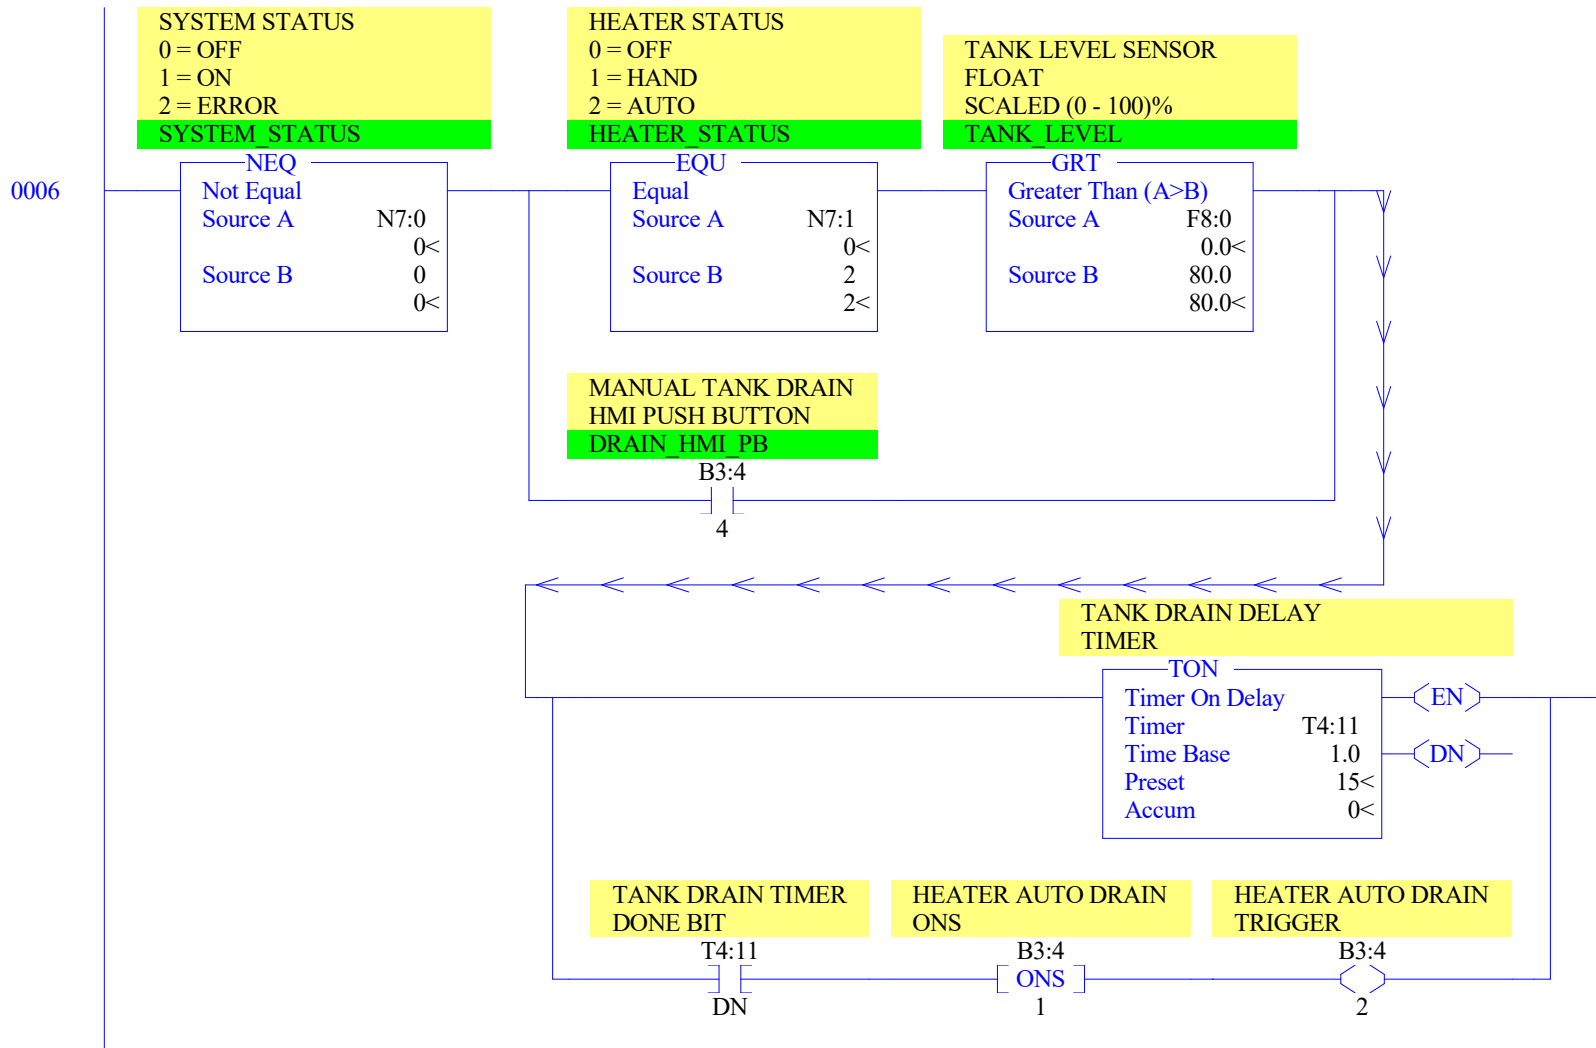 SYSTEM STATUS
0 = OFF
1 = ON
2 = ERROR
SYSTEM_STATUS
HEATER STATUS
0 = OFF
1 = HAND
2 = AUTO
HEATER_STATUS
TANK LEVEL SENSOR
FLOAT
SCALED (0 - 100)%
TANK_LEVEL
0006
NEQ
Not Equal
Source A N7:0
0<
Source B 0
0<
EQU
Equal
Source A N7:1
0<
Source B 2
2<
GRT
Greater Than (A>B)
Source A F8:0
0.0<
Source B 80.0
80.0<
MANUAL TANK DRAIN
HMI PUSH BUTTON
DRAIN_HMI_PB
B3:4
4
TANK DRAIN DELAY
TIMER
TON
Timer On Delay
Timer T4:11
Time Base 1.0
Preset 15<
Accum 0<
EN
DN
TANK DRAIN TIMER
DONE BIT
T4:11
DN
HEATER AUTO DRAIN
ONS
B3:4
ONS
1
HEATER AUTO DRAIN
TRIGGER
B3:4
2